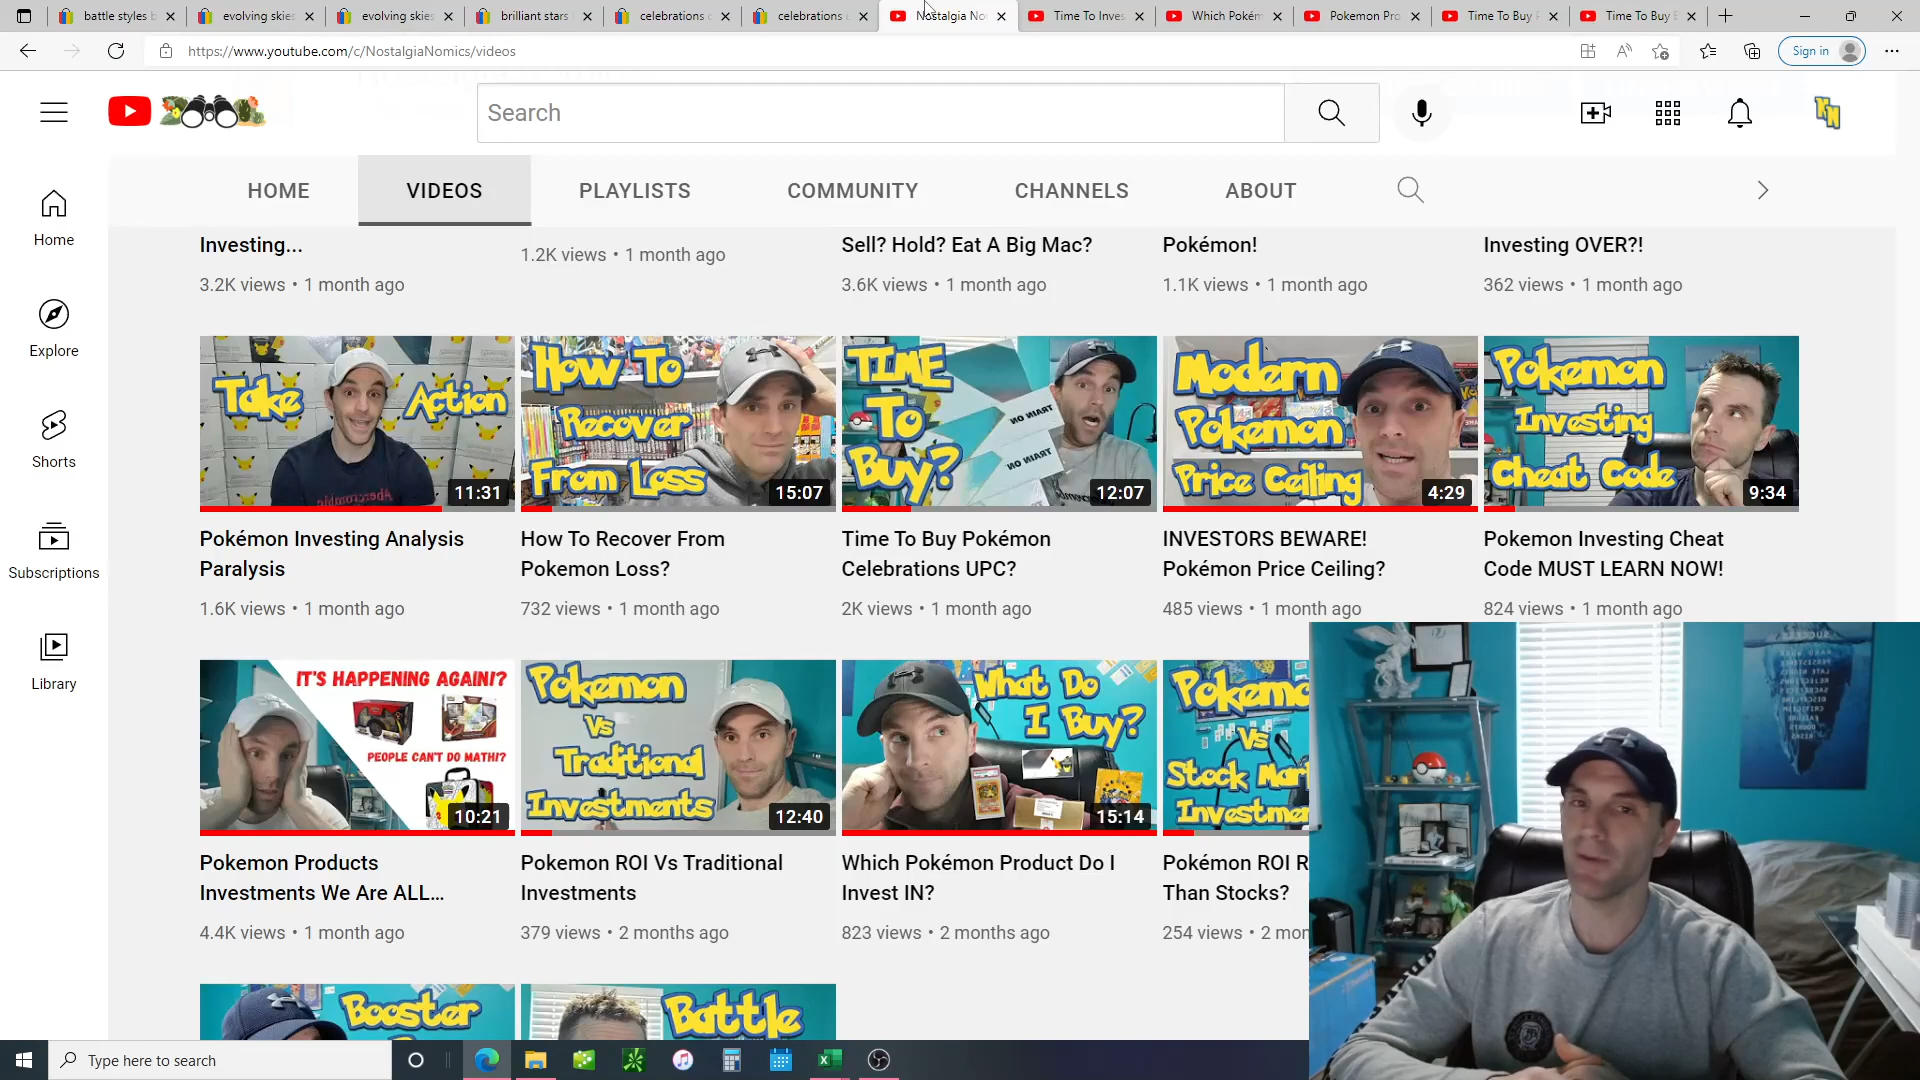 battle styles b
evolving skies
evolving skies
brilliant stars
celebrations
celebrations u
Nostalgia No
Time To Inves
Which Pokém
Pokemon Pro
Time To Buy
Time To Buy
https://www.youtube.com/c/NostalgiaNomics/videos
Sign in
Search
HOME VIDEOS PLAYLISTS COMMUNITY CHANNELS ABOUT
Home
Explore
Shorts
Subscriptions
Library
Investing...
3.2K views • 1 month ago
1.2K views • 1 month ago
Sell? Hold? Eat A Big Mac?
3.6K views • 1 month ago
Pokémon!
1.1K views • 1 month ago
Investing OVER?!
362 views • 1 month ago
Take Action
11:31
Pokémon Investing Analysis
Paralysis
1.6K views • 1 month ago
How To
Recover
From Loss
15:07
How To Recover From
Pokemon Loss?
732 views • 1 month ago
TIME
To
Buy?
12:07
Time To Buy Pokémon
Celebrations UPC?
2K views • 1 month ago
Modern
Pokemon
Price Ceiling
4:29
INVESTORS BEWARE!
Pokémon Price Ceiling?
485 views • 1 month ago
Pokemon
Investing
Cheat Code
9:34
Pokemon Investing Cheat
Code MUST LEARN NOW!
824 views • 1 month ago
IT'S HAPPENING AGAIN!?
PEOPLE CAN'T DO MATH!?
10:21
Pokemon Products
Investments We Are ALL...
4.4K views • 1 month ago
Pokemon
Vs
Traditional
Investments
12:40
Pokemon ROI Vs Traditional
Investments
379 views • 2 months ago
What Do
I Buy?
15:14
Which Pokémon Product Do I
Invest IN?
823 views • 2 months ago
Pokemo
Vs
Stock Mar
Investme
Pokémon ROI R
Than Stocks?
254 views • 2 mon
Booster
Battle
Type here to search